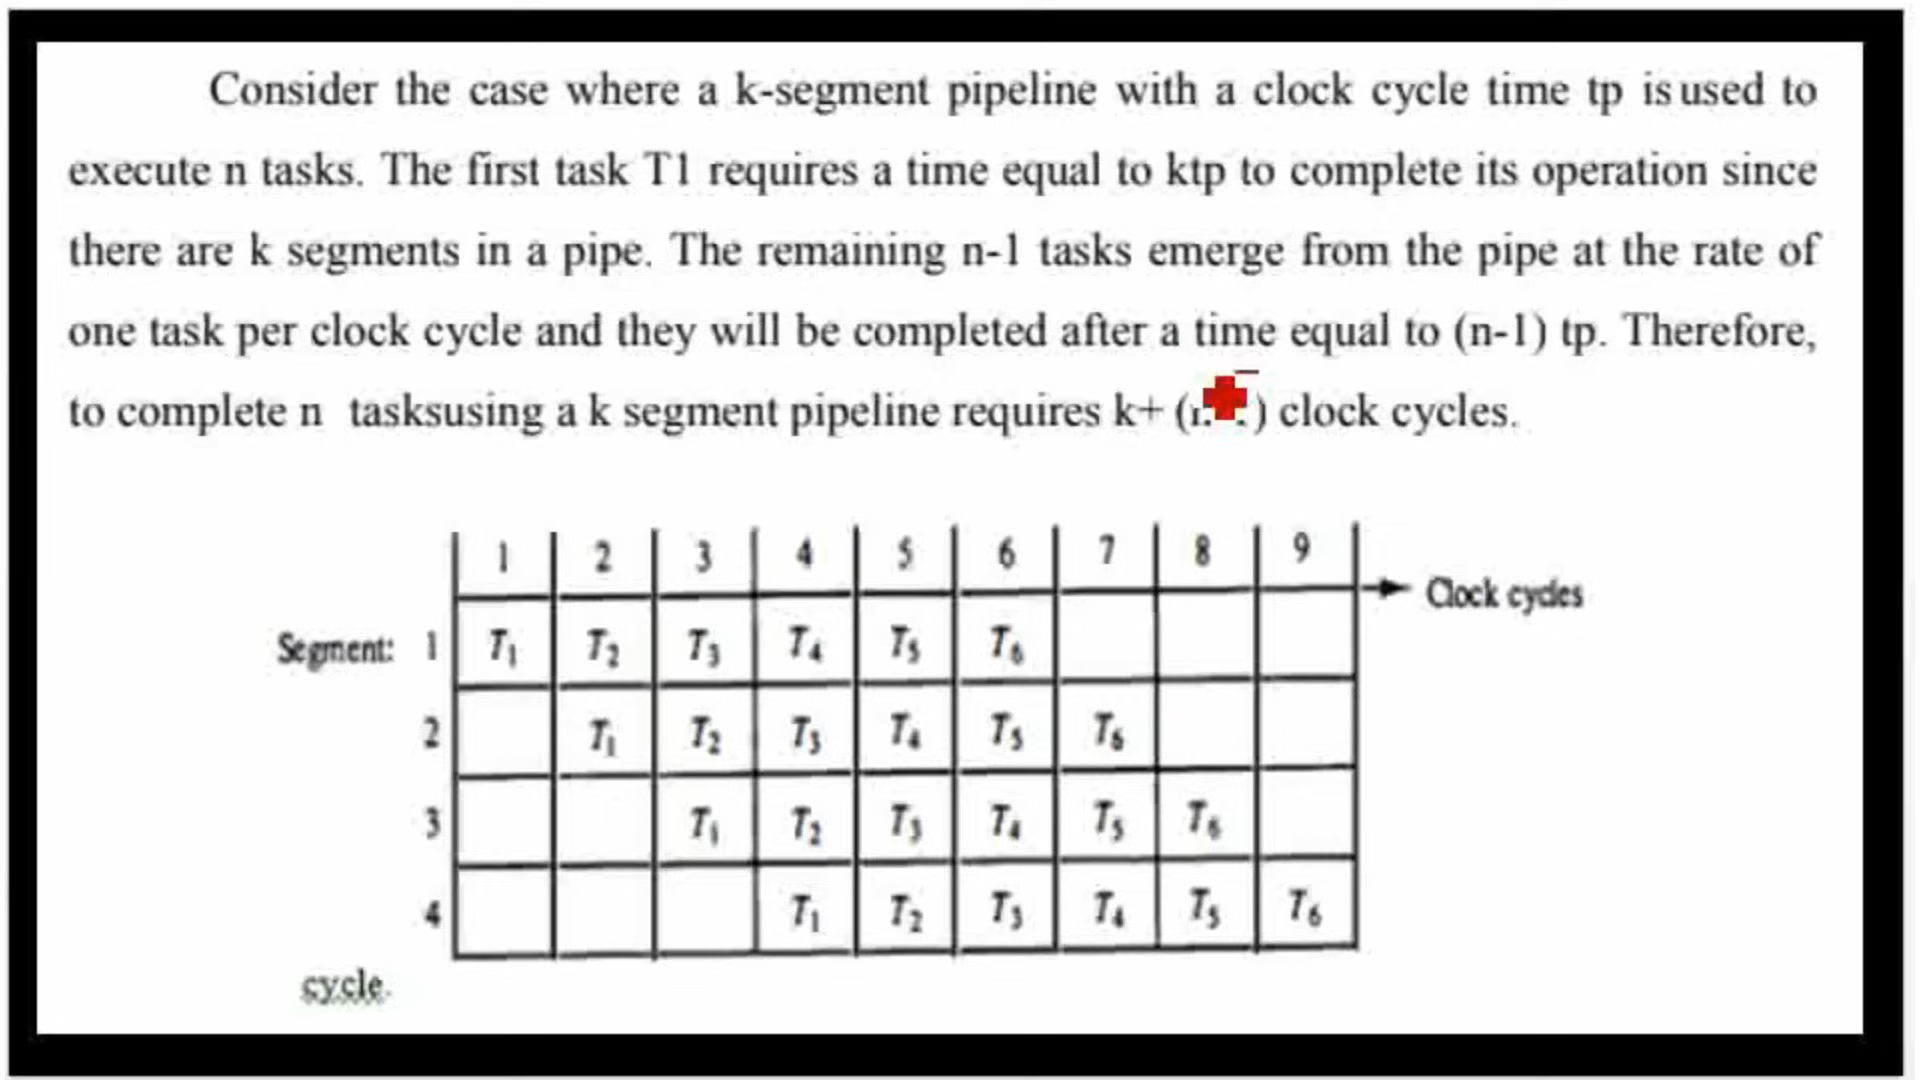 Consider the case where a k-segment pipeline with a clock cycle time tp is used to
execute n tasks. The first task T1 requires a time equal to ktp to complete its operation since
there are k segments in a pipe. The remaining n-1 tasks emerge from the pipe at the rate of
one task per clock cycle and they will be completed after a time equal to (n-1) tp. Therefore,
to complete n tasksusing a k segment pipeline requires k+ ( ) clock cycles.
1 2 3 4 5 6 7 8 9
Clock cycles
Segment: 1 T1 T2 T3 T4 T5 T6
2 T1 T2 T3 T4 T5 T6
3 T1 T2 T3 T4 T5 T6
4 T1 T2 T3 T4 T5 T6
cycle.